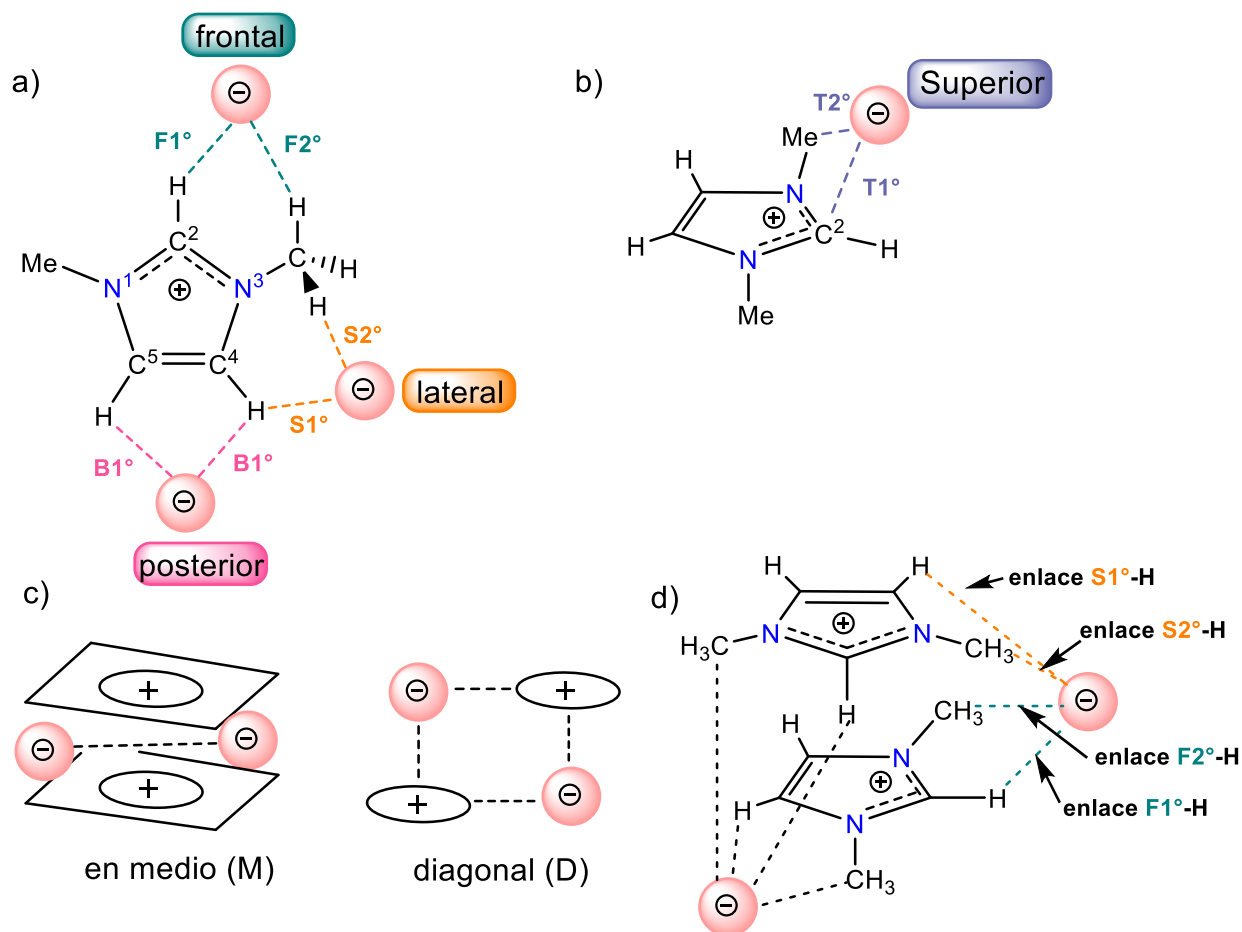 a)
frontal
⊖
F1° F2°
H
H
C2
C
H
H
Me
N1
⊕
N3
S2°
⊖
lateral
C5
C4
H
H
S1°
B1°
B1°
⊖
posterior
b)
Superior
T2°
⊖
Me
T1°
H
N
⊕
C2
H
H
N
Me
c)
+
⊖
⊖
+
en medio (M)
⊖
+
+
⊖
diagonal (D)
d)
H
H
enlace S1°-H
H3C
N
⊕
N
CH3
enlace S2°-H
⊖
H
H
CH3
enlace F2°-H
N
⊕
H
H
enlace F1°-H
N
CH3
⊖